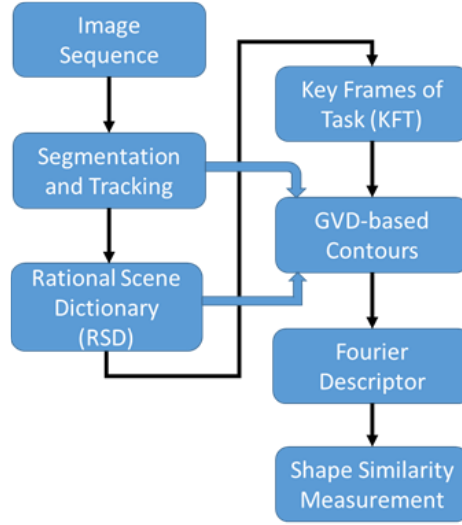 Image
Sequence
Segmentation
and Tracking
Rational Scene
Dictionary
(RSD)
Key Frames of
Task (KFT)
GVD-based
Contours
Fourier
Descriptor
Shape Similarity
Measurement